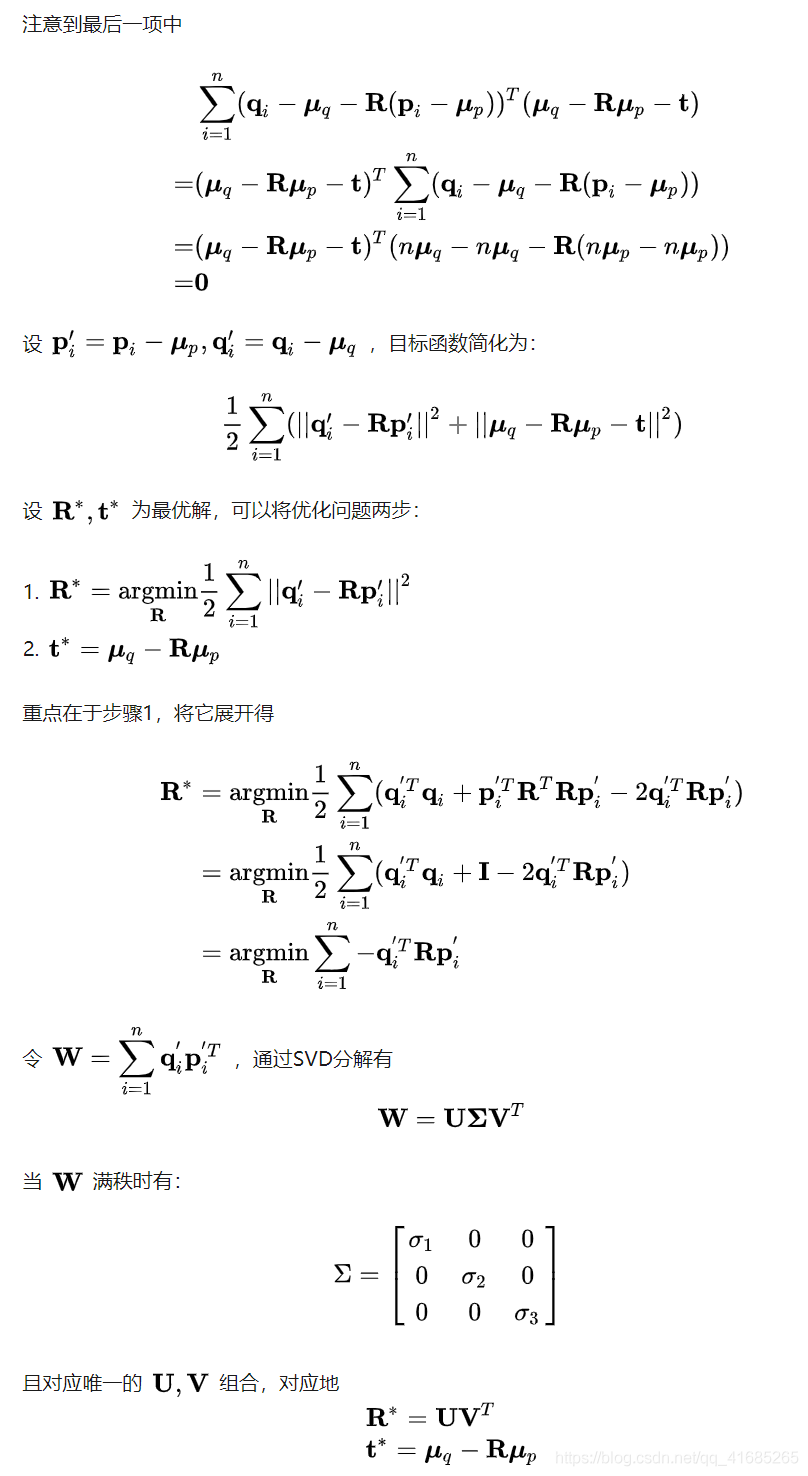 注意到最后一项中
$$\sum_{i=1}^{n}(\mathbf{q}_i-\boldsymbol{\mu}_q-\mathbf{R}(\mathbf{p}_i-\boldsymbol{\mu}_p))^T(\boldsymbol{\mu}_q-\mathbf{R}\boldsymbol{\mu}_p-\mathbf{t})$$
$$=(\boldsymbol{\mu}_q-\mathbf{R}\boldsymbol{\mu}_p-\mathbf{t})^T\sum_{i=1}^{n}(\mathbf{q}_i-\boldsymbol{\mu}_q-\mathbf{R}(\mathbf{p}_i-\boldsymbol{\mu}_p))$$
$$=(\boldsymbol{\mu}_q-\mathbf{R}\boldsymbol{\mu}_p-\mathbf{t})^T(n\boldsymbol{\mu}_q-n\boldsymbol{\mu}_q-\mathbf{R}(n\boldsymbol{\mu}_p-n\boldsymbol{\mu}_p))$$
$$=\mathbf{0}$$
设 $\mathbf{p}_i'=\mathbf{p}_i-\boldsymbol{\mu}_p,\mathbf{q}_i'=\mathbf{q}_i-\boldsymbol{\mu}_q$ ，目标函数简化为：
$$\frac{1}{2}\sum_{i=1}^{n}(||\mathbf{q}_i'-\mathbf{R}\mathbf{p}_i'||^2+||\boldsymbol{\mu}_q-\mathbf{R}\boldsymbol{\mu}_p-\mathbf{t}||^2)$$
设 $\mathbf{R}^*,\mathbf{t}^*$ 为最优解，可以将优化问题两步：
1. $\mathbf{R}^*=\underset{\mathbf{R}}{\mathrm{argmin}}\frac{1}{2}\sum_{i=1}^{n}||\mathbf{q}_i'-\mathbf{R}\mathbf{p}_i'||^2$
2. $\mathbf{t}^*=\boldsymbol{\mu}_q-\mathbf{R}\boldsymbol{\mu}_p$
重点在于步骤1，将它展开得
$$\mathbf{R}^*=\underset{\mathbf{R}}{\mathrm{argmin}}\frac{1}{2}\sum_{i=1}^{n}(\mathbf{q}_i^{'T}\mathbf{q}_i+\mathbf{p}_i^{'T}\mathbf{R}^T\mathbf{R}\mathbf{p}_i^{'}-2\mathbf{q}_i^{'T}\mathbf{R}\mathbf{p}_i^{'})$$
$$=\underset{\mathbf{R}}{\mathrm{argmin}}\frac{1}{2}\sum_{i=1}^{n}(\mathbf{q}_i^{'T}\mathbf{q}_i+\mathbf{I}-2\mathbf{q}_i^{'T}\mathbf{R}\mathbf{p}_i^{'})$$
$$=\underset{\mathbf{R}}{\mathrm{argmin}}\sum_{i=1}^{n}-\mathbf{q}_i^{'T}\mathbf{R}\mathbf{p}_i^{'}$$
令 $\mathbf{W}=\sum_{i=1}^{n}\mathbf{q}_i^{'}\mathbf{p}_i^{'T}$ ，通过SVD分解有
$$\mathbf{W}=\mathbf{U}\boldsymbol{\Sigma}\mathbf{V}^T$$
当 $\mathbf{W}$ 满秩时有：
$$\Sigma=\begin{bmatrix}\sigma_1&0&0\\0&\sigma_2&0\\0&0&\sigma_3\end{bmatrix}$$
且对应唯一的 $\mathbf{U},\mathbf{V}$ 组合，对应地
$$\mathbf{R}^*=\mathbf{U}\mathbf{V}^T$$
$$\mathbf{t}^*=\boldsymbol{\mu}_q-\mathbf{R}\boldsymbol{\mu}_p$$
https://blog.csdn.net/qq_41685265